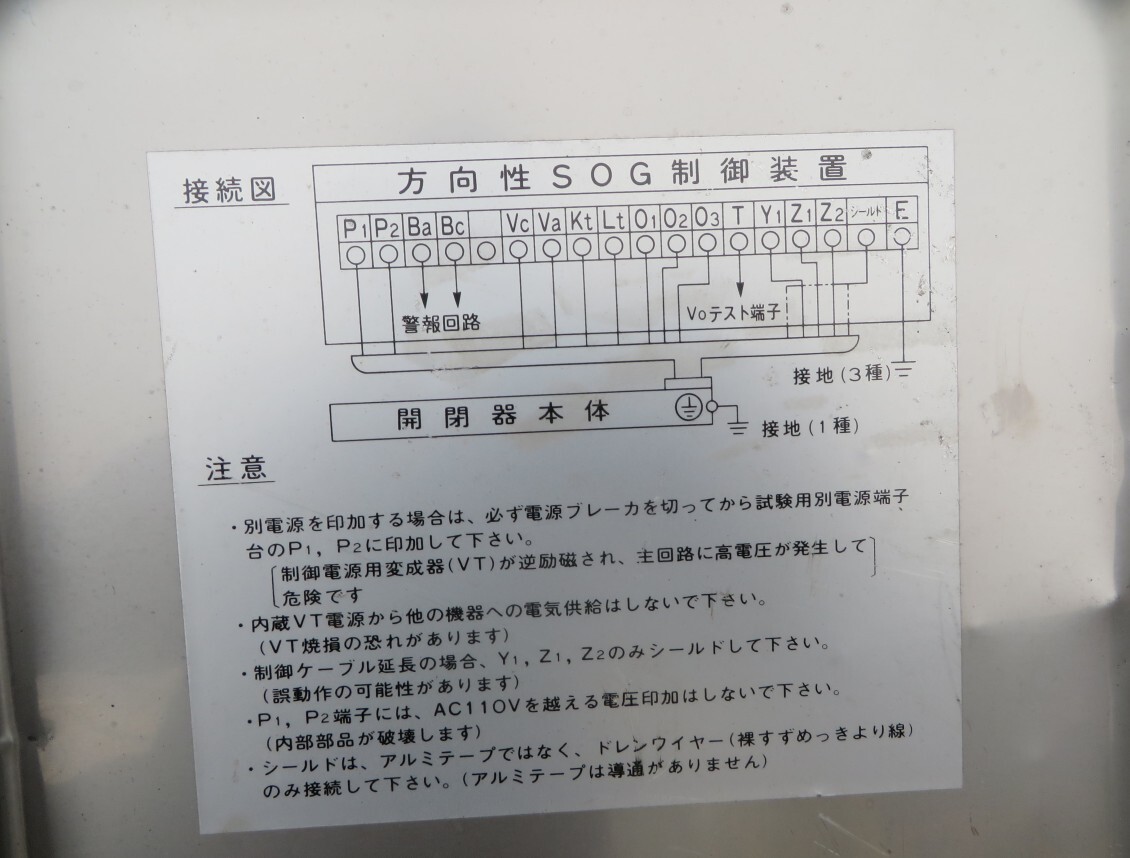 接続図
方向性SOG制御装置
P1 P2 Ba Bc Vc Va Kt Lt O1 O2 O3 T Y1 Z1 Z2 シールド E
警報回路
Voテスト端子
接地(3種)
開閉器本体
接地(1種)
注意
・別電源を印加する場合は、必ず電源ブレーカを切ってから試験用別電源端子
台のP1, P2に印加して下さい。
制御電源用変成器(VT)が逆励磁され、主回路に高電圧が発生して
危険です
・内蔵VT電源から他の機器への電気供給はしないで下さい。
(VT焼損の恐れがあります)
・制御ケーブル延長の場合、Y1, Z1, Z2のみシールドして下さい。
(誤動作の可能性があります)
・P1, P2端子には、AC110Vを越える電圧印加はしないで下さい。
(内部部品が破壊します)
・シールドは、アルミテープではなく、ドレンワイヤー(裸すずめっきより線)
のみ接続して下さい。(アルミテープは導通がありません)